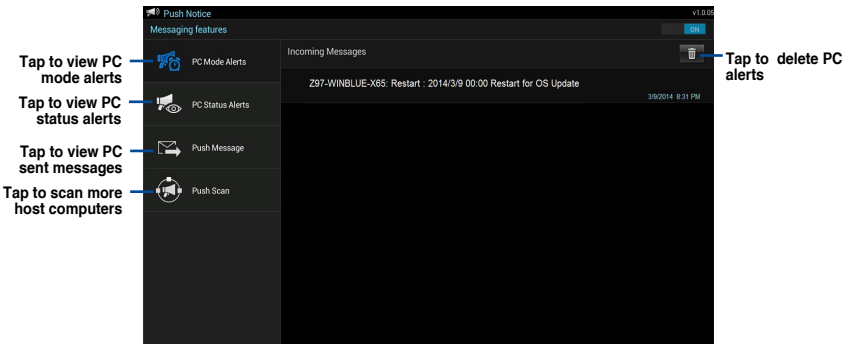 Push Notice
v1.0.05
Messaging features
ON
PC Mode Alerts
PC Status Alerts
Push Message
Push Scan
Incoming Messages
Z97-WINBLUE-X65: Restart : 2014/3/9 00:00 Restart for OS Update
3/9/2014 8:31 PM
Tap to view PC
mode alerts
Tap to view PC
status alerts
Tap to view PC
sent messages
Tap to scan more
host computers
Tap to delete PC
alerts